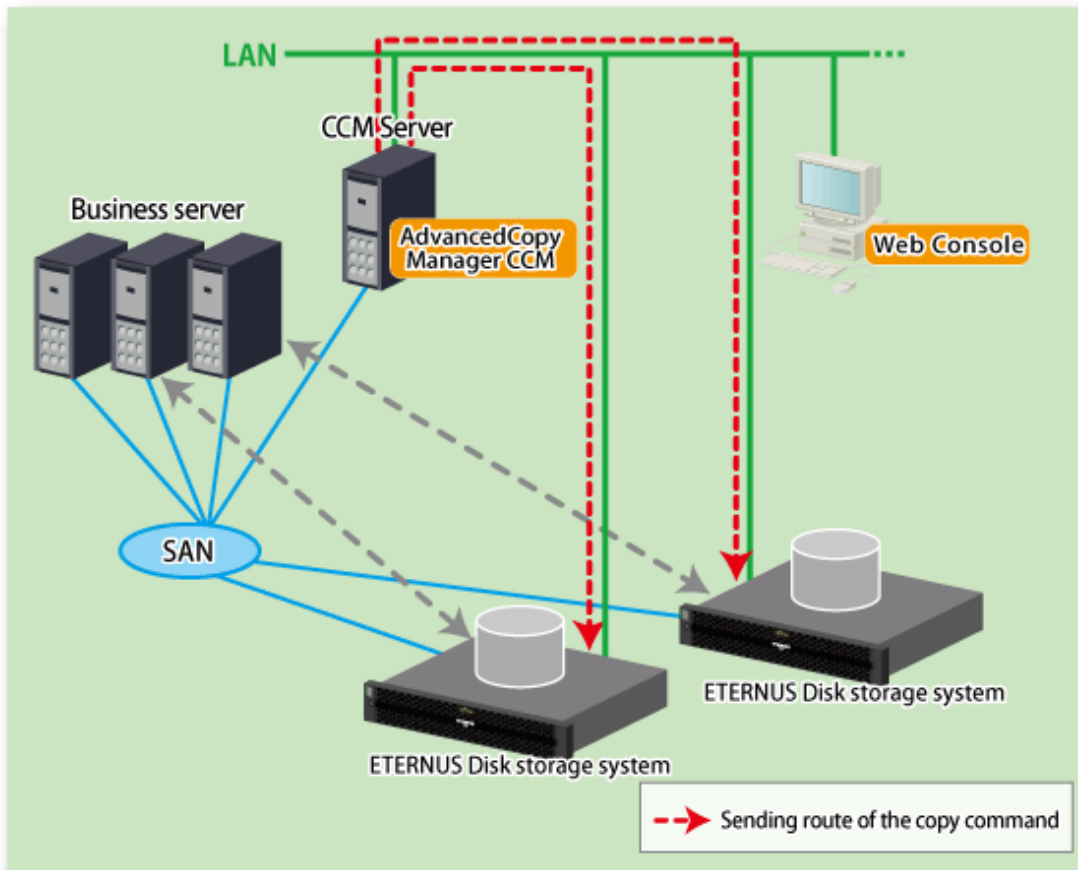 LAN
CCM Server
Business server
AdvancedCopy
Manager CCM
Web Console
SAN
ETERNUS Disk storage system
ETERNUS Disk storage system
Sending route of the copy command